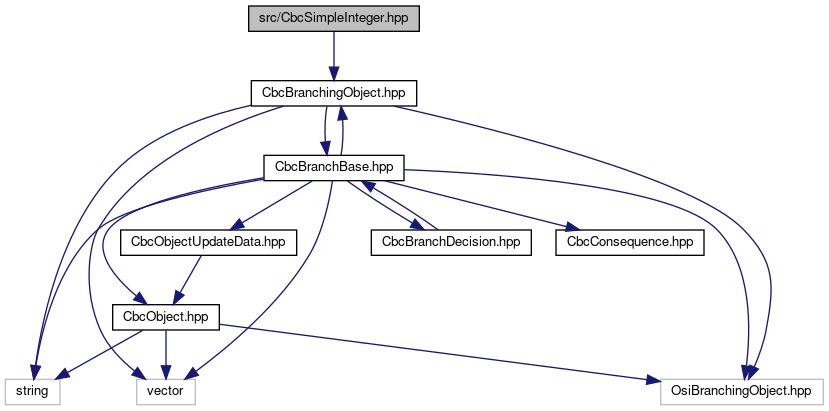 src/CbcSimpleInteger.hpp
CbcBranchingObject.hpp
CbcBranchBase.hpp
CbcObjectUpdateData.hpp
CbcBranchDecision.hpp
CbcConsequence.hpp
CbcObject.hpp
string
vector
OsiBranchingObject.hpp